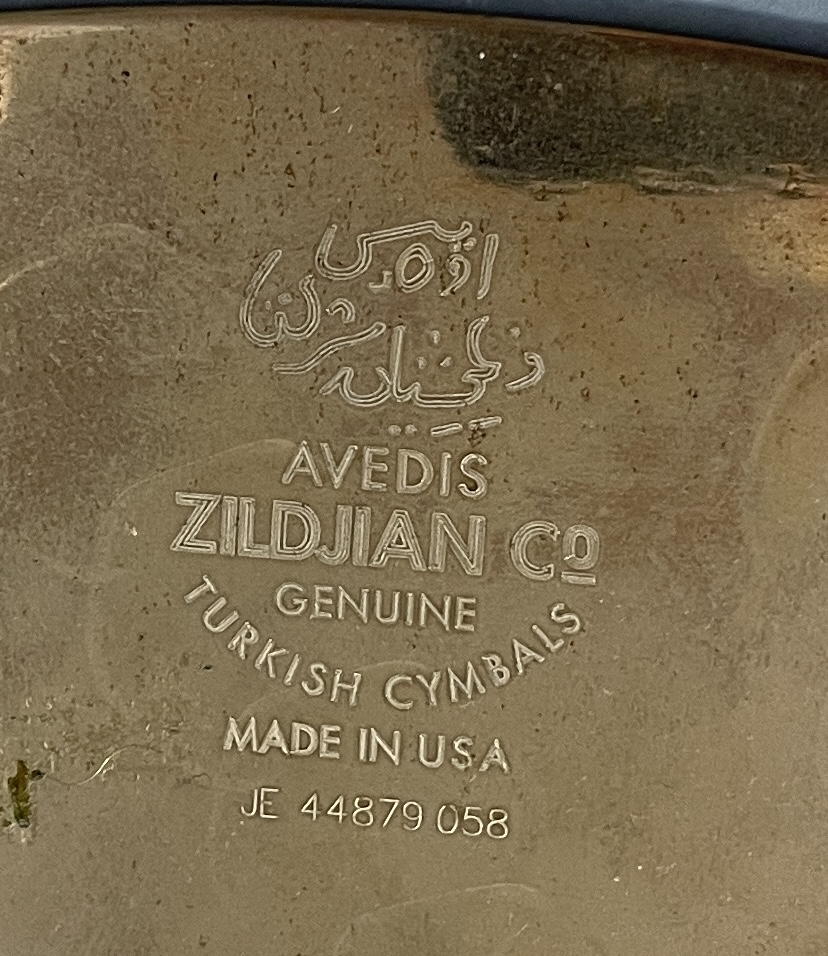 AVEDIS
ZILDJIAN Co
GENUINE
TURKISH CYMBALS
MADE IN USA
JE 44879 058